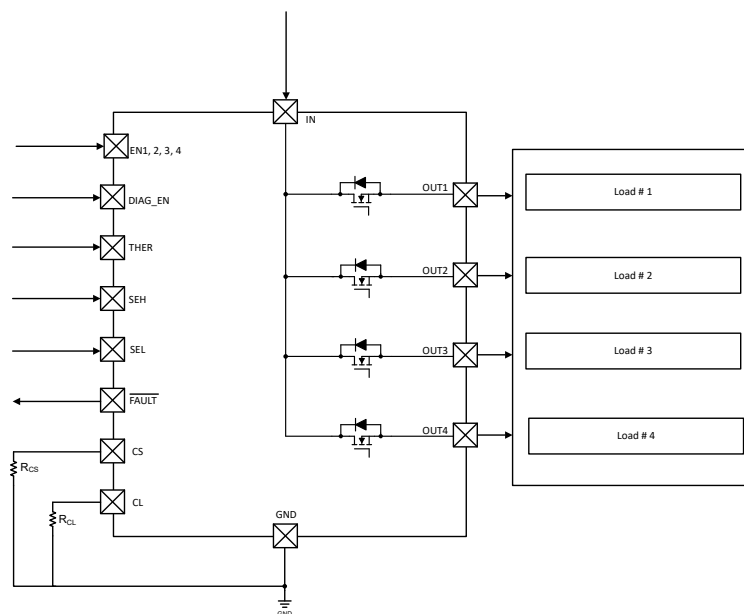 IN
EN1, 2, 3, 4
DIAG_EN
THER
SEH
SEL
FAULT
CS
CL
RCS
RCL
GND
GND
OUT1
OUT2
OUT3
OUT4
Load # 1
Load # 2
Load # 3
Load # 4